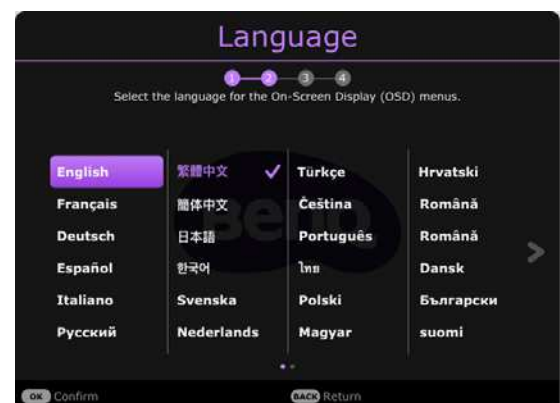 Language
1 2 3 4
Select the language for the On-Screen Display (OSD) menus.
English
Français
Deutsch
Español
Italiano
Русский
繁體中文
簡体中文
日本語
한국어
Svenska
Nederlands
Türkçe
Čeština
Português
ไทย
Polski
Magyar
Hrvatski
Română
Română
Dansk
Български
suomi
BenQ
OK Confirm
BACK Return